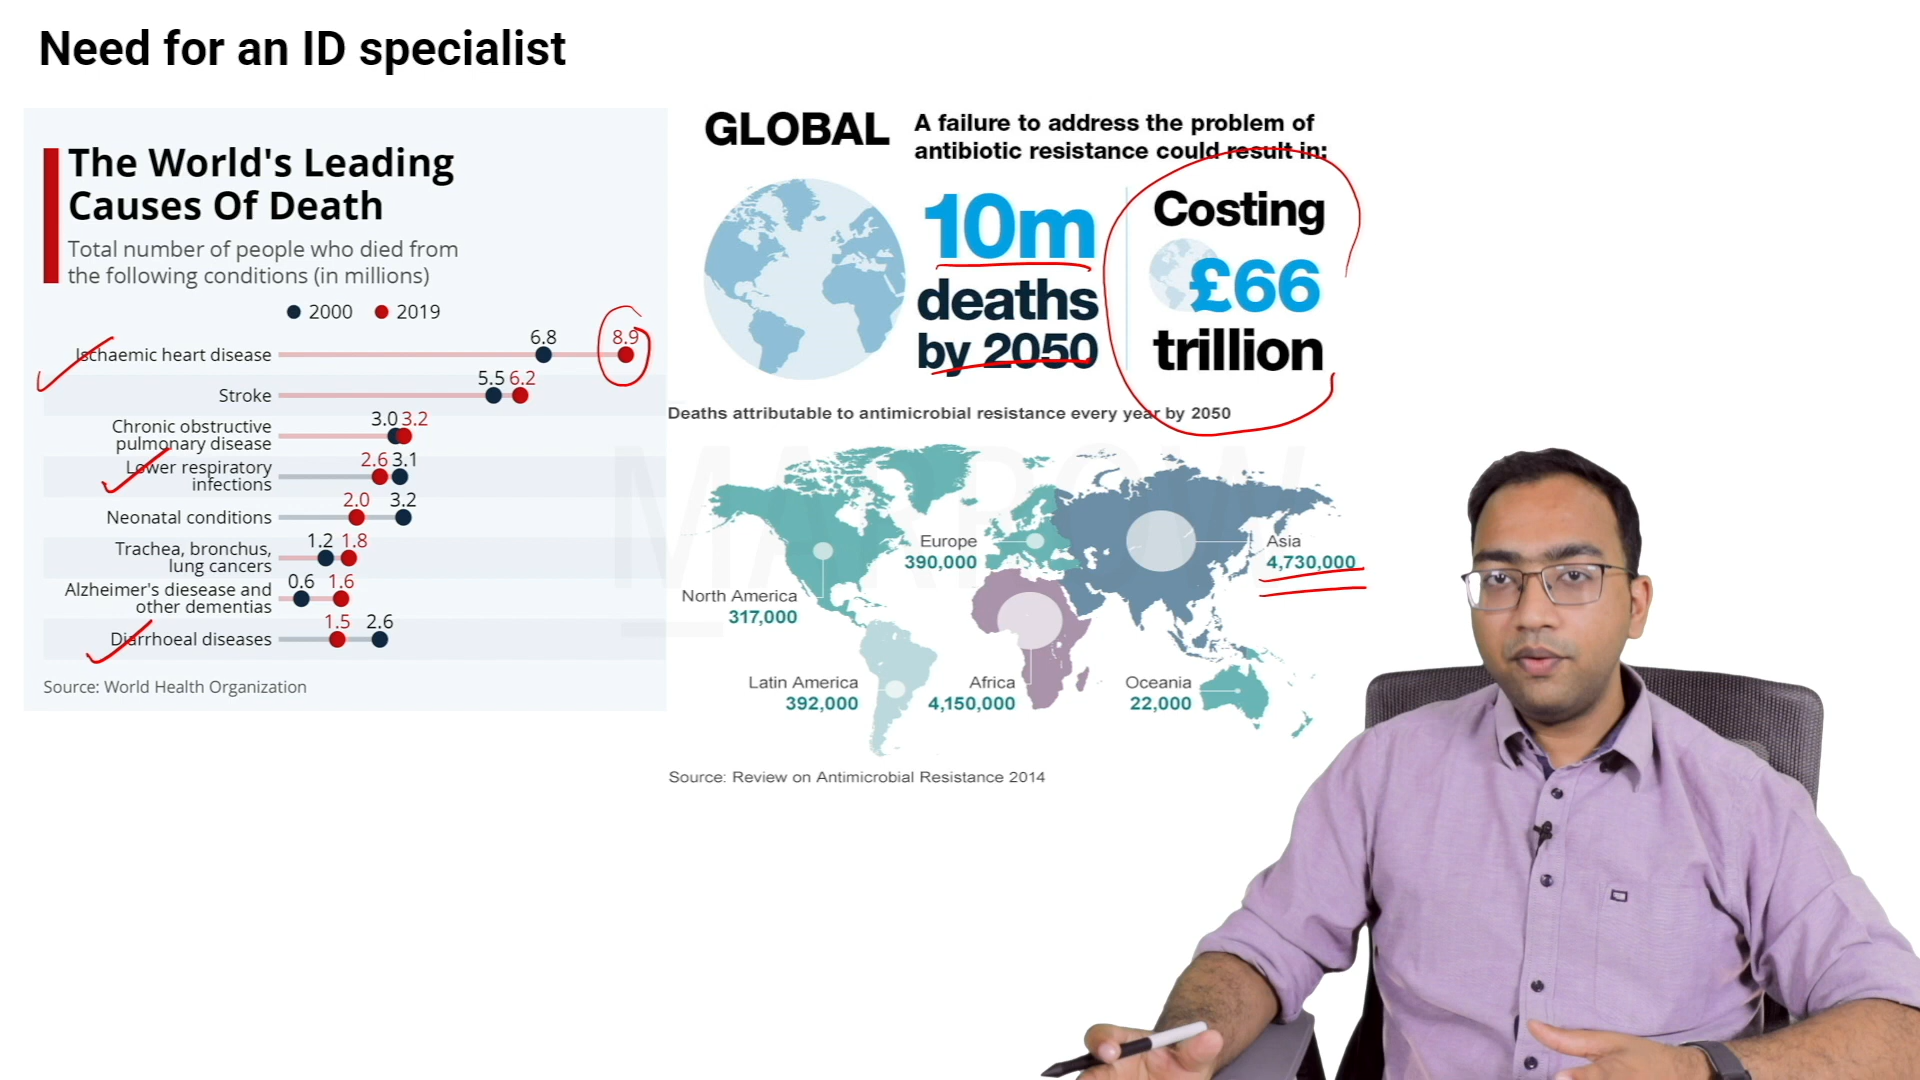 Need for an ID specialist
The World's Leading
Causes Of Death
Total number of people who died from
the following conditions (in millions)
2000 2019
Ischaemic heart disease 6.8 8.9
Stroke 5.5 6.2
Chronic obstructive
pulmonary disease 3.0 3.2
Lower respiratory
infections 2.6 3.1
Neonatal conditions 2.0 3.2
Trachea, bronchus,
lung cancers 1.2 1.8
Alzheimer's diesease and
other dementias 0.6 1.6
Diarrhoeal diseases 1.5 2.6
Source: World Health Organization
GLOBAL
A failure to address the problem of
antibiotic resistance could result in:
10m
deaths
by 2050
Costing
£66
trillion
Deaths attributable to antimicrobial resistance every year by 2050
MARROW
Europe
390,000
Asia
4,730,000
North America
317,000
Latin America
392,000
Africa
4,150,000
Oceania
22,000
Source: Review on Antimicrobial Resistance 2014